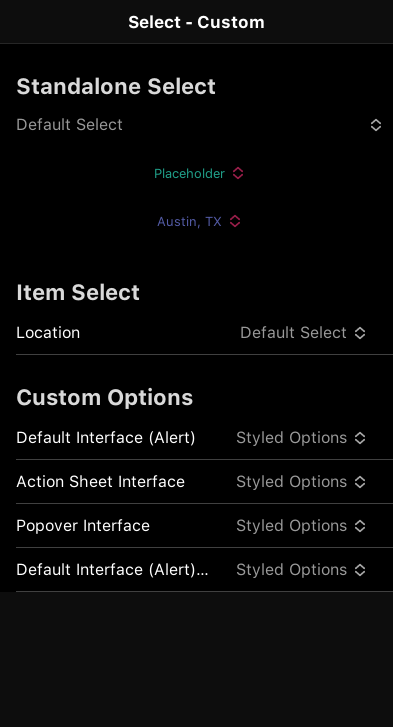 Select - Custom
Standalone Select
Default Select
Placeholder
Austin, TX
Item Select
Location Default Select
Custom Options
Default Interface (Alert) Styled Options
Action Sheet Interface Styled Options
Popover Interface Styled Options
Default Interface (Alert)... Styled Options